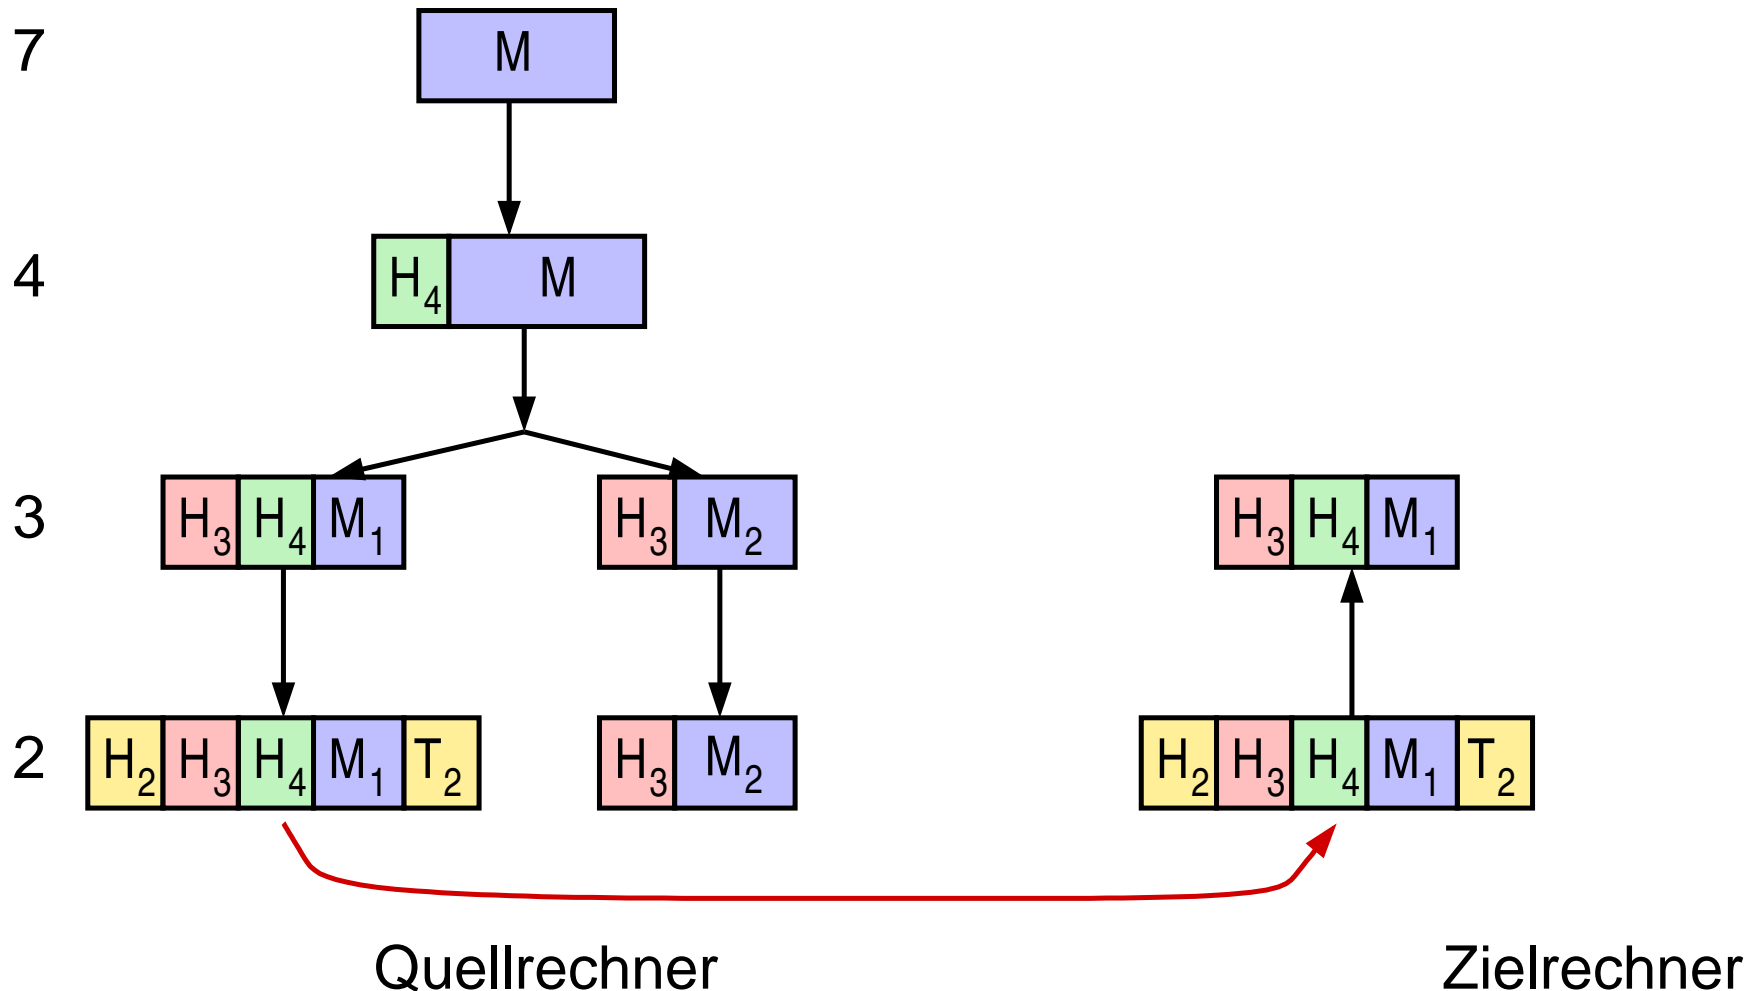 7 M
4 H₄ M
3 H₃ H₄ M₁ H₃ M₂ H₃ H₄ M₁
2 H₂ H₃ H₄ M₁ T₂ H₃ M₂ H₂ H₃ H₄ M₁ T₂
Quellrechner Zielrechner